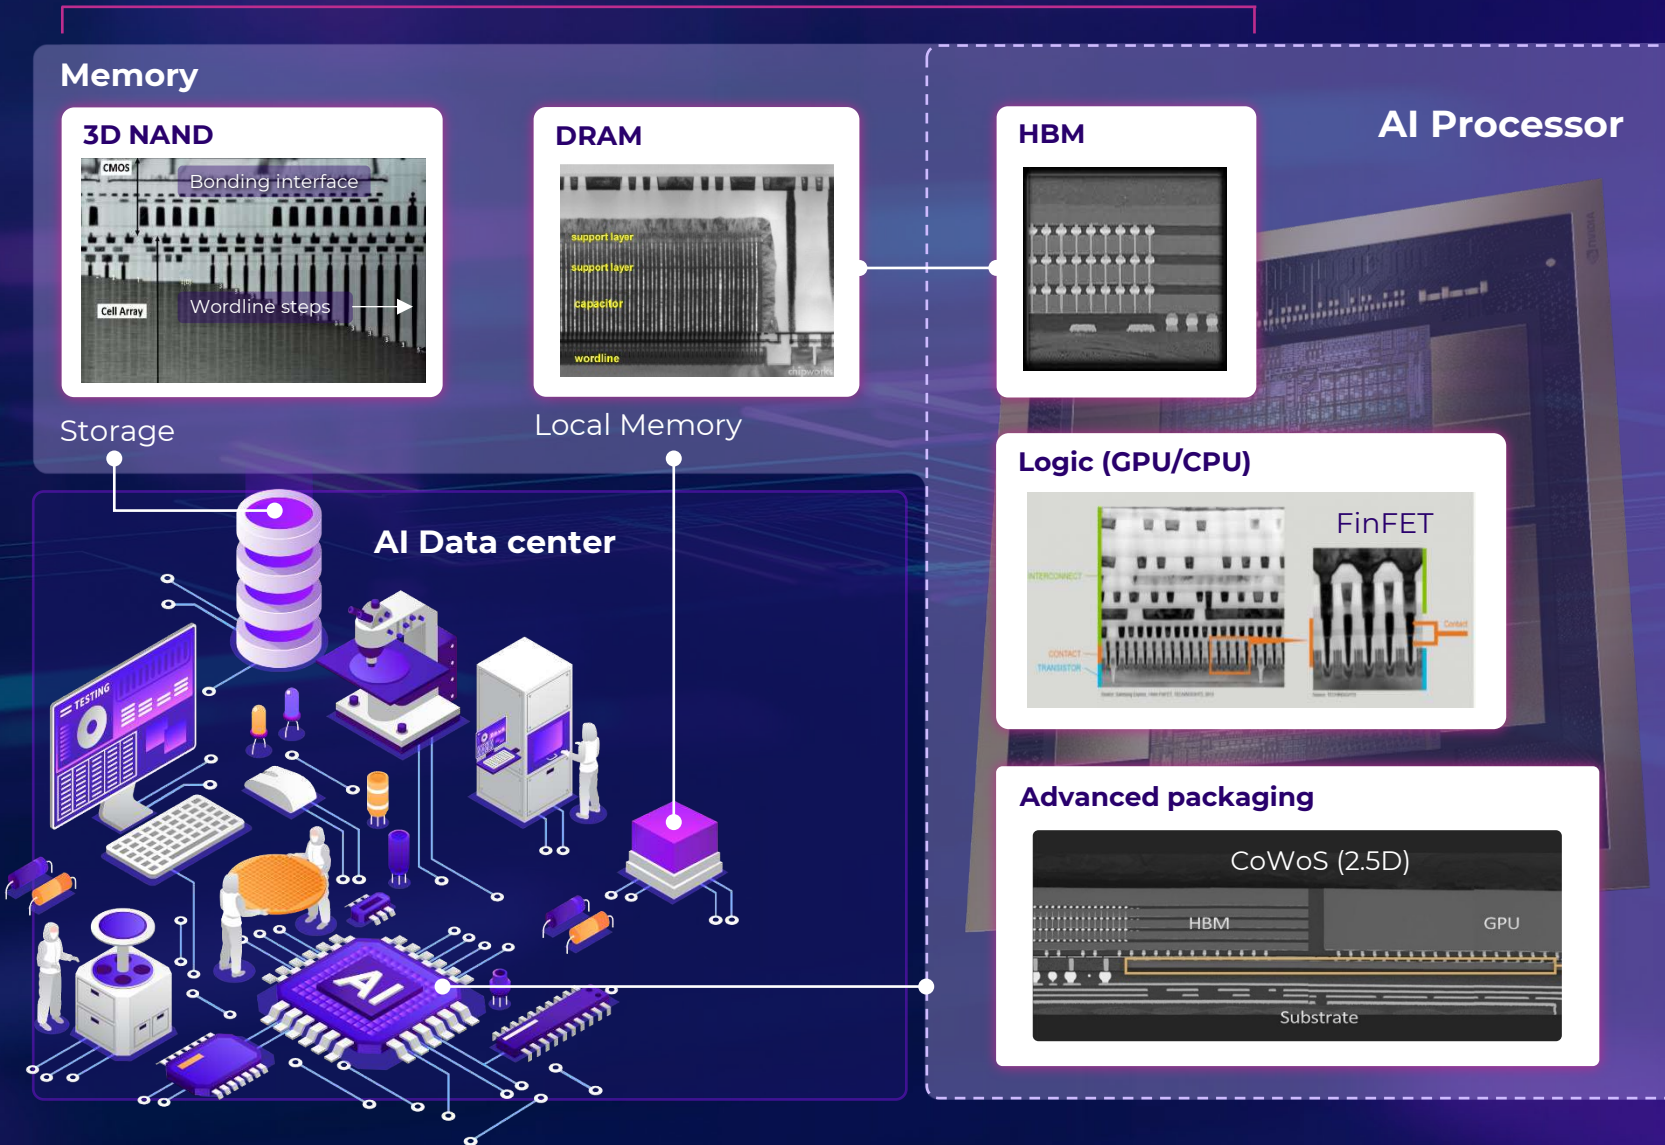 Memory
3D NAND
CMOS
Bonding interface
Wordline steps
Cell Array
Storage
DRAM
support layer
support layer
capacitor
wordline
chipworks
Local Memory
HBM
AI Processor
NVIDIA
Logic (GPU/CPU)
FinFET
INTERCONNECT
CONTACT
TRANSISTOR
Contact
Advanced packaging
CoWoS (2.5D)
HBM
GPU
Substrate
AI Data center
TESTING
AI